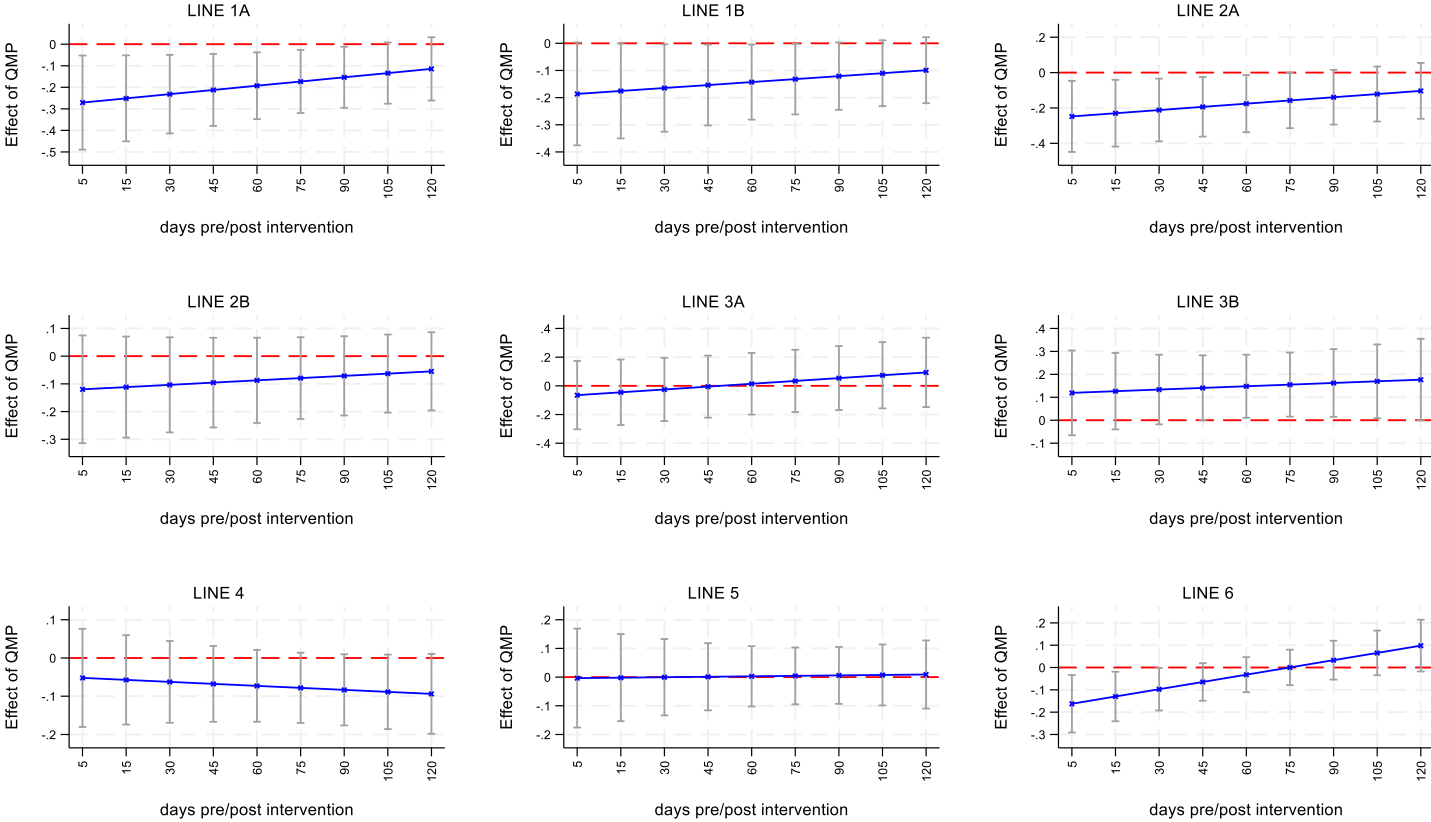 LINE 1A
Effect of QMP
0
-.1
-.2
-.3
-.4
-.5
5 15 30 45 60 75 90 105 120
days pre/post intervention
LINE 1B
Effect of QMP
0
-.1
-.2
-.3
-.4
5 15 30 45 60 75 90 105 120
days pre/post intervention
LINE 2A
Effect of QMP
.2
0
-.2
-.4
5 15 30 45 60 75 90 105 120
days pre/post intervention
LINE 2B
Effect of QMP
.1
0
-.1
-.2
-.3
5 15 30 45 60 75 90 105 120
days pre/post intervention
LINE 3A
Effect of QMP
.4
.2
0
-.2
-.4
5 15 30 45 60 75 90 105 120
days pre/post intervention
LINE 3B
Effect of QMP
.4
.3
.2
.1
0
-.1
5 15 30 45 60 75 90 105 120
days pre/post intervention
LINE 4
Effect of QMP
.1
0
-.1
-.2
5 15 30 45 60 75 90 105 120
days pre/post intervention
LINE 5
Effect of QMP
.2
.1
0
-.1
-.2
5 15 30 45 60 75 90 105 120
days pre/post intervention
LINE 6
Effect of QMP
.2
.1
0
-.1
-.2
-.3
5 15 30 45 60 75 90 105 120
days pre/post intervention